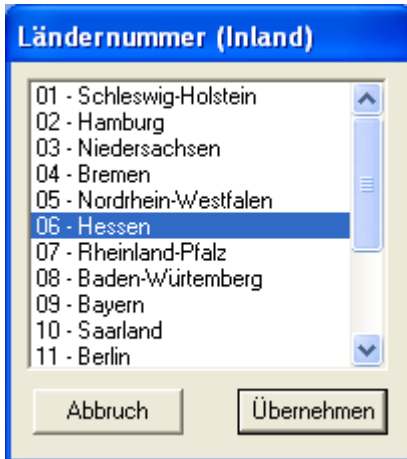 Ländernummer (Inland)
01 - Schleswig-Holstein
02 - Hamburg
03 - Niedersachsen
04 - Bremen
05 - Nordrhein-Westfalen
06 - Hessen
07 - Rheinland-Pfalz
08 - Baden-Würtemberg
09 - Bayern
10 - Saarland
11 - Berlin
Abbruch Übernehmen